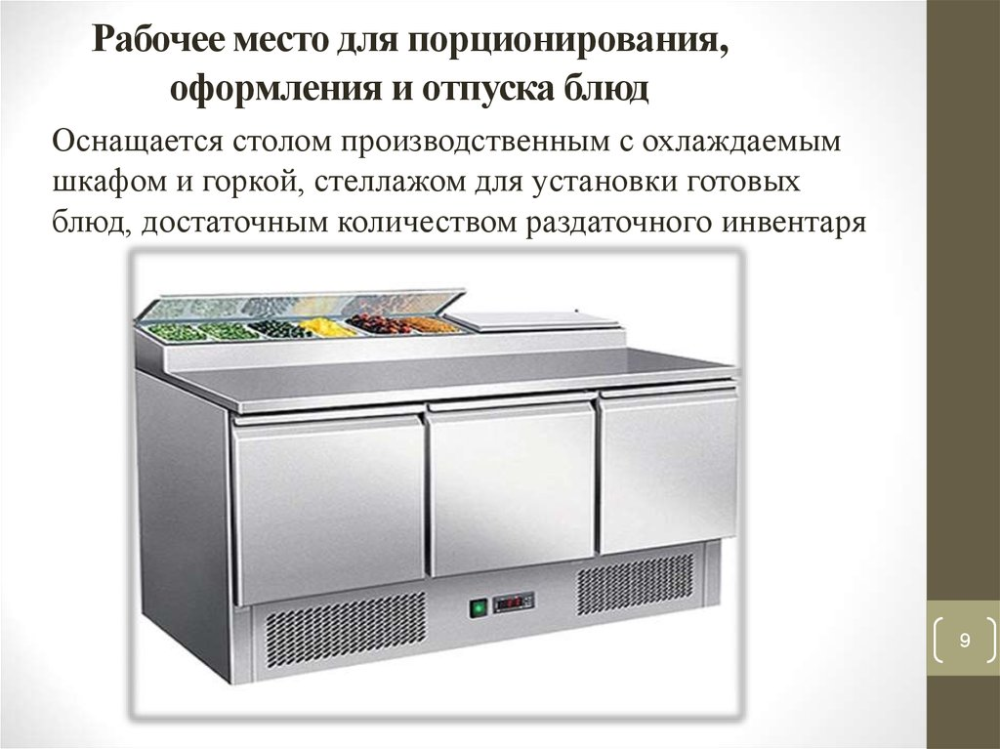 Рабочее место для порционирования,
оформления и отпуска блюд
Оснащается столом производственным с охлаждаемым
шкафом и горкой, стеллажом для установки готовых
блюд, достаточным количеством раздаточного инвентаря
9